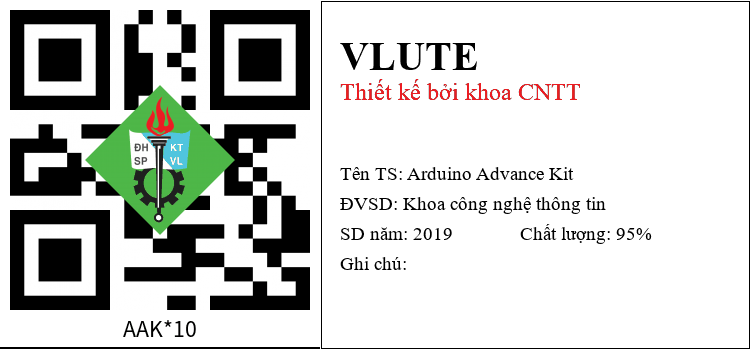 ĐH KT
SP VL
AAK*10
VLUTE
Thiết kế bởi khoa CNTT
Tên TS: Arduino Advance Kit
ĐVSD: Khoa công nghệ thông tin
SD năm: 2019 Chất lượng: 95%
Ghi chú: